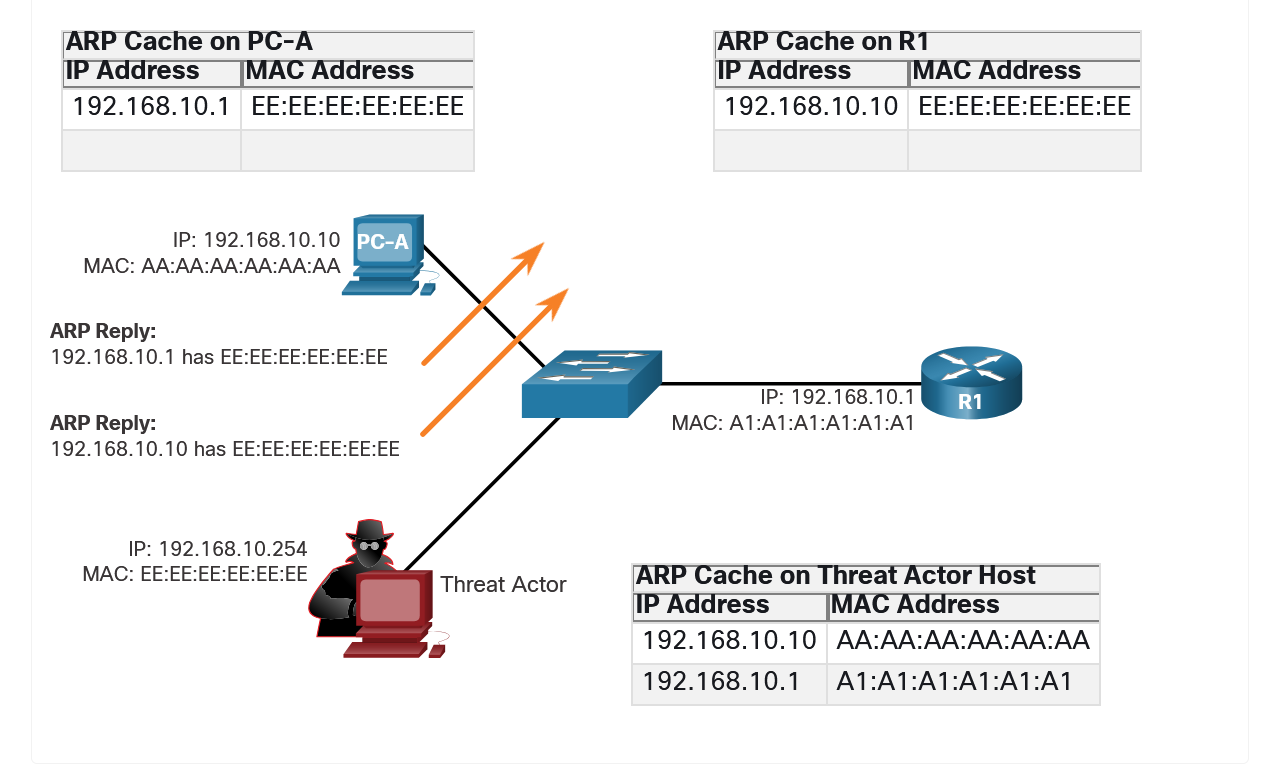 ARP Cache on PC-A
IP Address MAC Address
192.168.10.1 EE:EE:EE:EE:EE:EE
ARP Cache on R1
IP Address MAC Address
192.168.10.10 EE:EE:EE:EE:EE:EE
IP: 192.168.10.10
MAC: AA:AA:AA:AA:AA:AA
PC-A
ARP Reply:
192.168.10.1 has EE:EE:EE:EE:EE:EE
ARP Reply:
192.168.10.10 has EE:EE:EE:EE:EE:EE
IP: 192.168.10.1
MAC: A1:A1:A1:A1:A1:A1
R1
IP: 192.168.10.254
MAC: EE:EE:EE:EE:EE:EE
Threat Actor
ARP Cache on Threat Actor Host
IP Address MAC Address
192.168.10.10 AA:AA:AA:AA:AA:AA
192.168.10.1 A1:A1:A1:A1:A1:A1